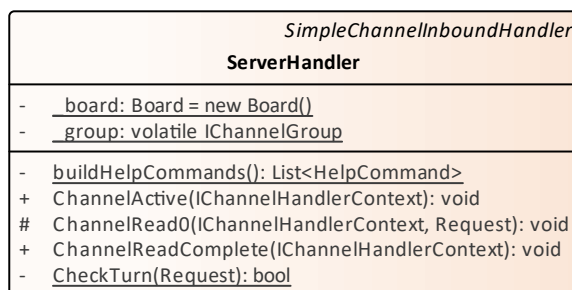 SimpleChannelInboundHandler
ServerHandler
- _board: Board = new Board()
- _group: volatile IChannelGroup
- buildHelpCommands(): List<HelpCommand>
+ ChannelActive(IChannelHandlerContext): void
# ChannelRead0(IChannelHandlerContext, Request): void
+ ChannelReadComplete(IChannelHandlerContext): void
- CheckTurn(Request): bool